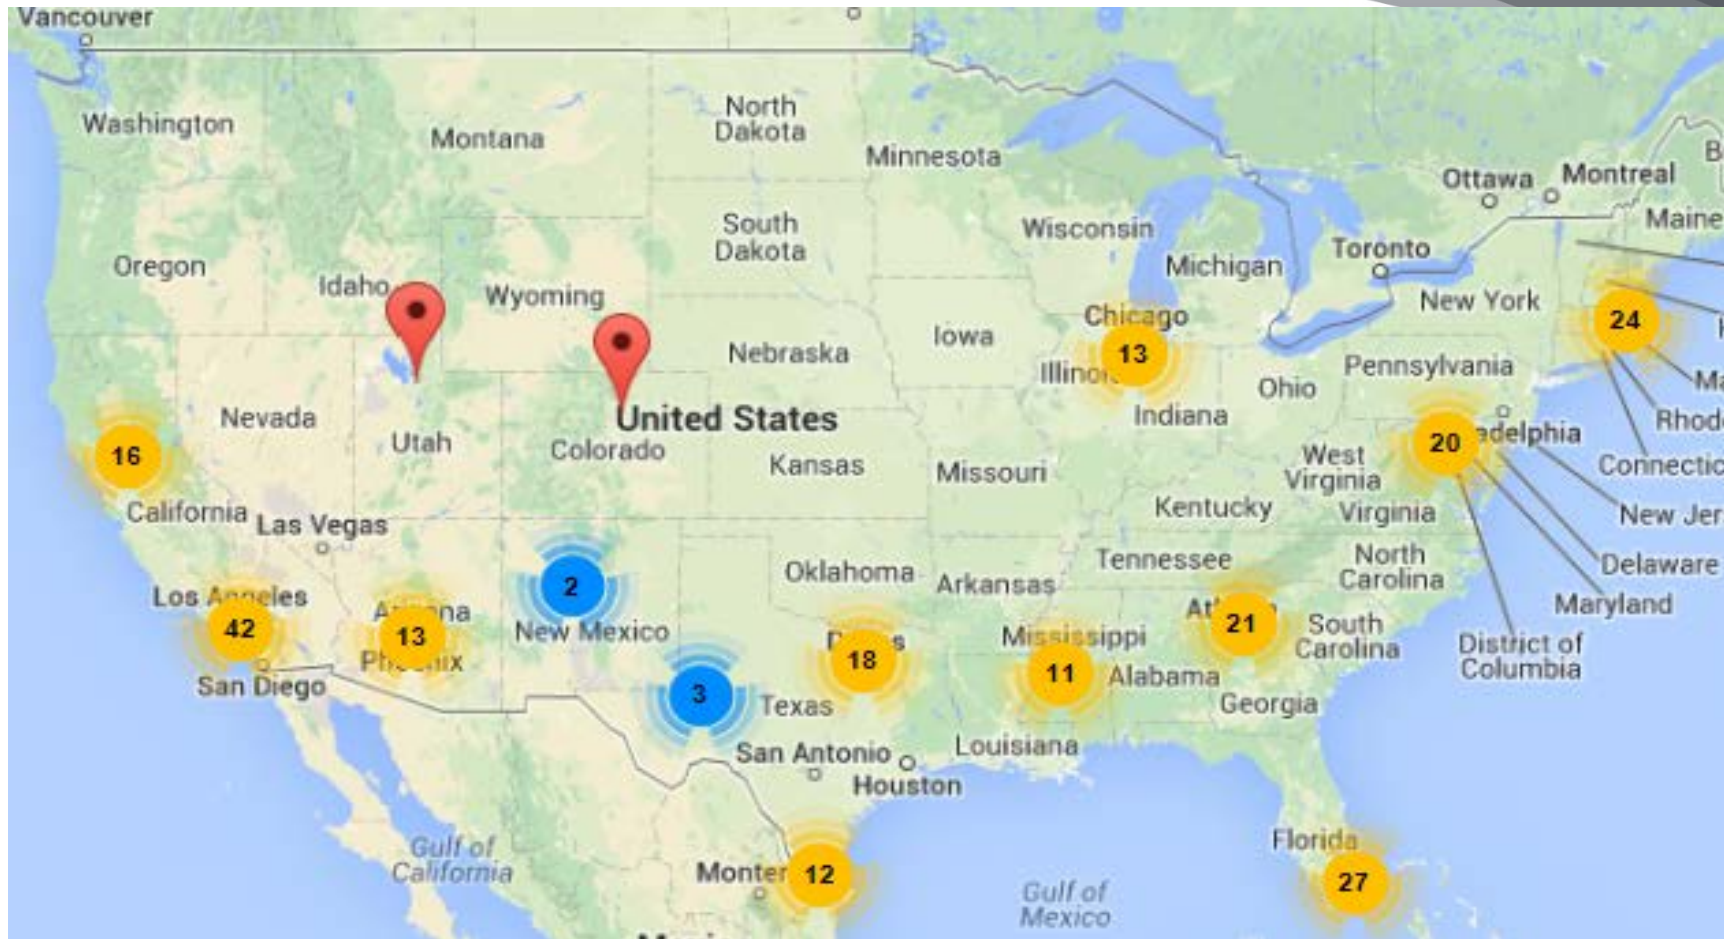 Vancouver
Washington
Montana
North
Dakota
Minnesota
Ottawa
Montreal
Maine
Oregon
Idaho
Wyoming
South
Dakota
Wisconsin
Michigan
Toronto
New York
24
Nebraska
Iowa
Chicago
13
Pennsylvania
Ohio
Indiana
Nevada
Utah
United States
Colorado
Kansas
Missouri
West
Virginia
20
16
California
Las Vegas
Kentucky
Virginia
Oklahoma
Arkansas
Tennessee
North
Carolina
Delaware
Maryland
District of
Columbia
Los Angeles
42
San Diego
13
2
New Mexico
3
Texas
18
Mississippi
11
Alabama
21
South
Carolina
Georgia
San Antonio
Houston
Louisiana
Gulf of
California
Monter
12
Gulf of
Mexico
Florida
27